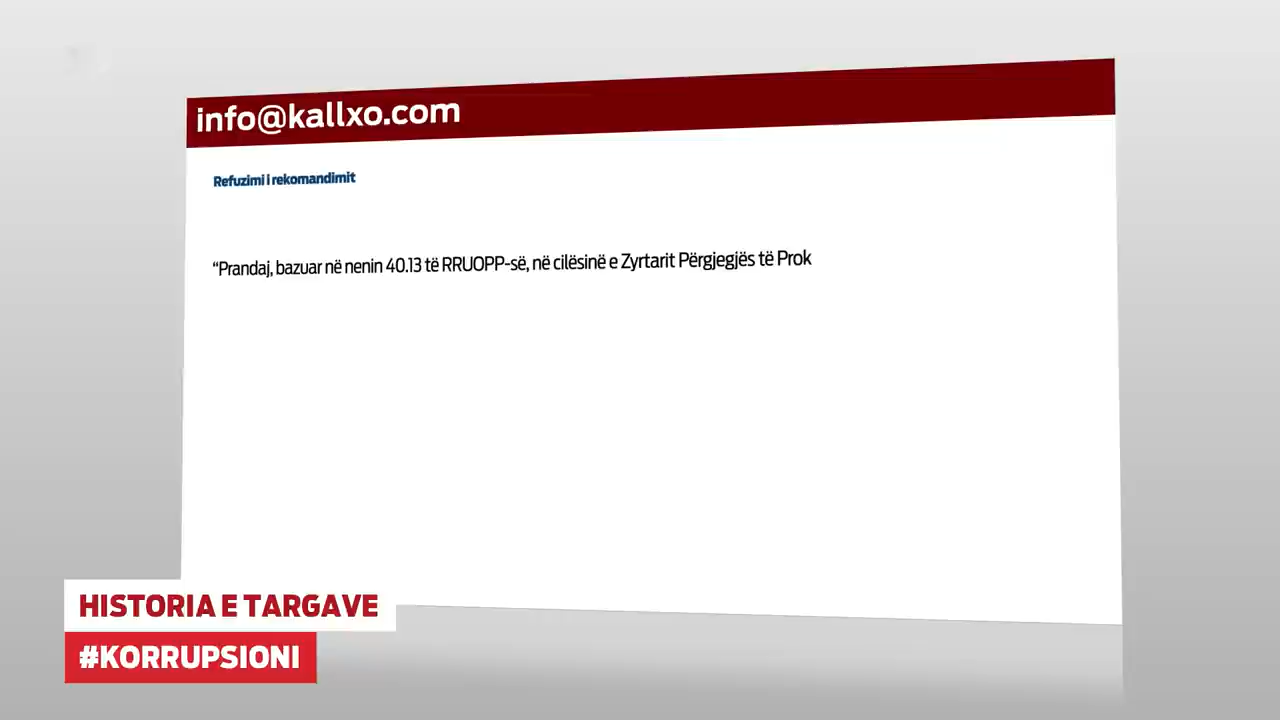 info@kallxo.com
Refuzimi i rekomandimit
“Prandaj, bazuar në nenin 40.13 të RRUOPP-së, në cilësinë e Zyrtarit Përgjegjës të Prok
HISTORIA E TARGAVE
#KORRUPSIONI